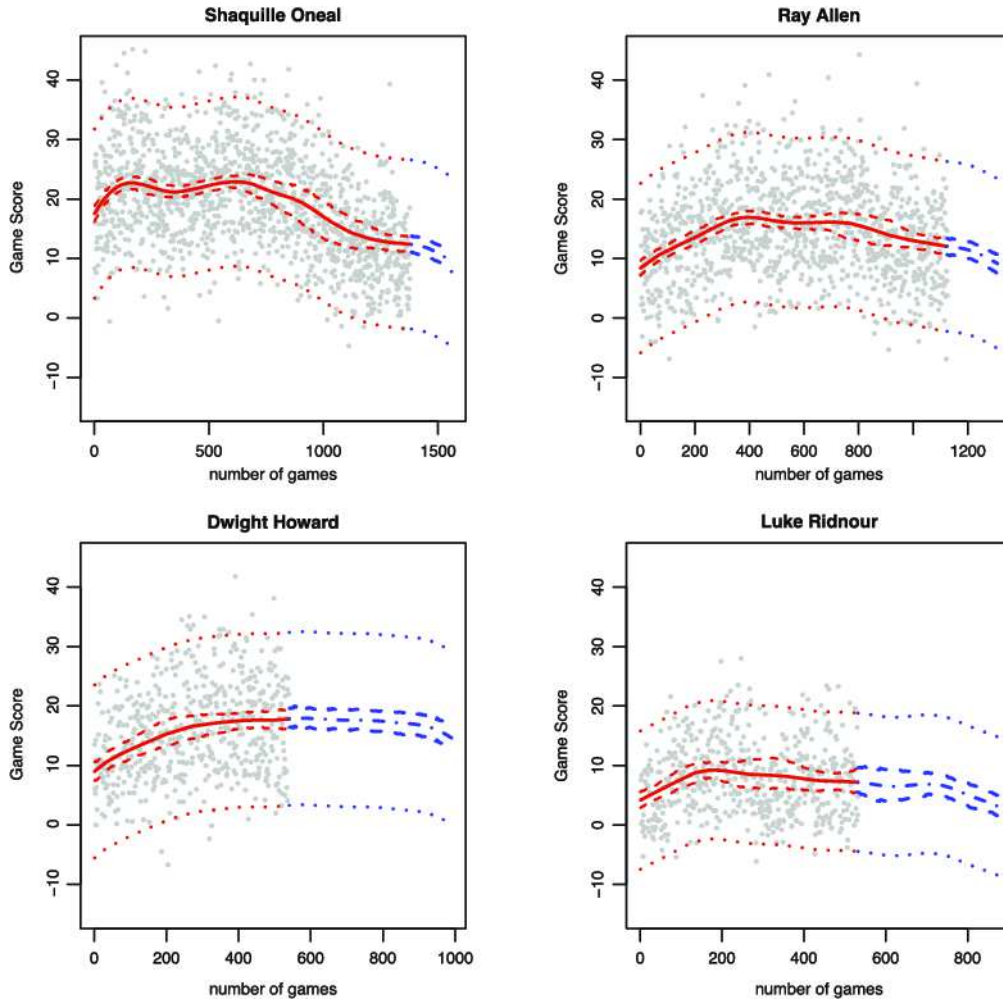 Shaquille Oneal
Game Score
40
30
20
10
0
−10
0 500 1000 1500
number of games
Ray Allen
Game Score
40
30
20
10
0
−10
0 200 400 600 800 1200
number of games
Dwight Howard
Game Score
40
30
20
10
0
−10
0 200 400 600 800 1000
number of games
Luke Ridnour
Game Score
40
30
20
10
0
−10
0 200 400 600 800
number of games